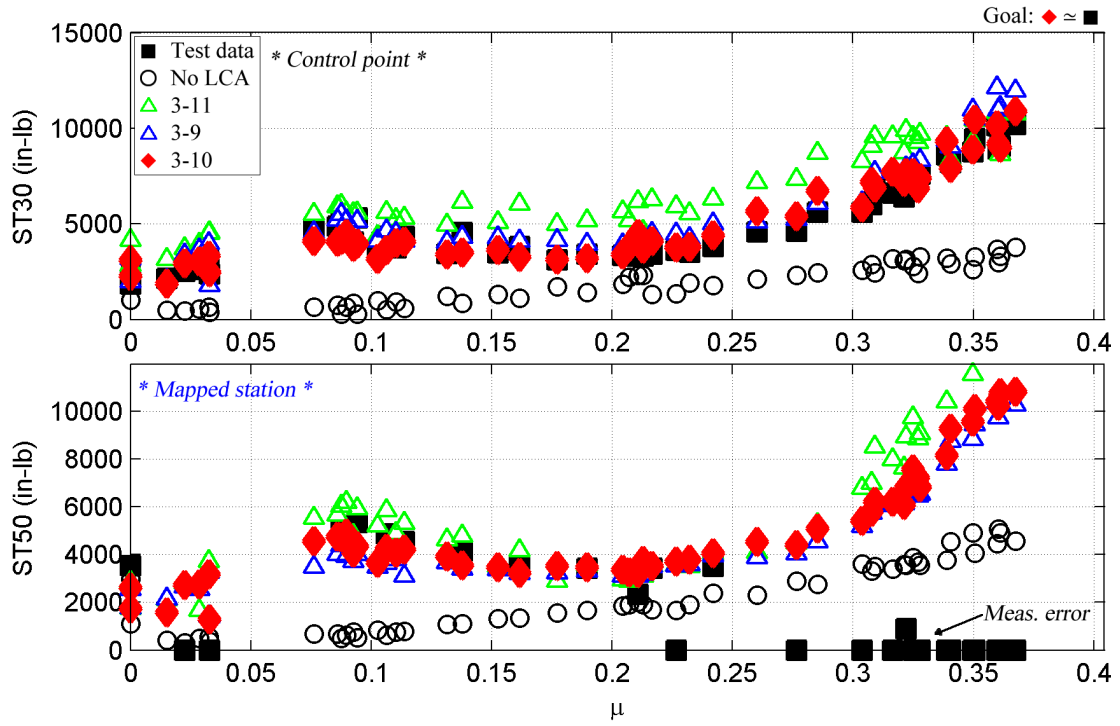 Goal: ♦ ≃ ■
15000
10000
5000
0
ST30 (in-lb)
Test data
No LCA
3-11
3-9
3-10
* Control point *
0 0.05 0.1 0.15 0.2 0.25 0.3 0.35 0.4
* Mapped station *
10000
8000
6000
4000
2000
0
ST50 (in-lb)
Meas. error
0 0.05 0.1 0.15 0.2 0.25 0.3 0.35 0.4
μ